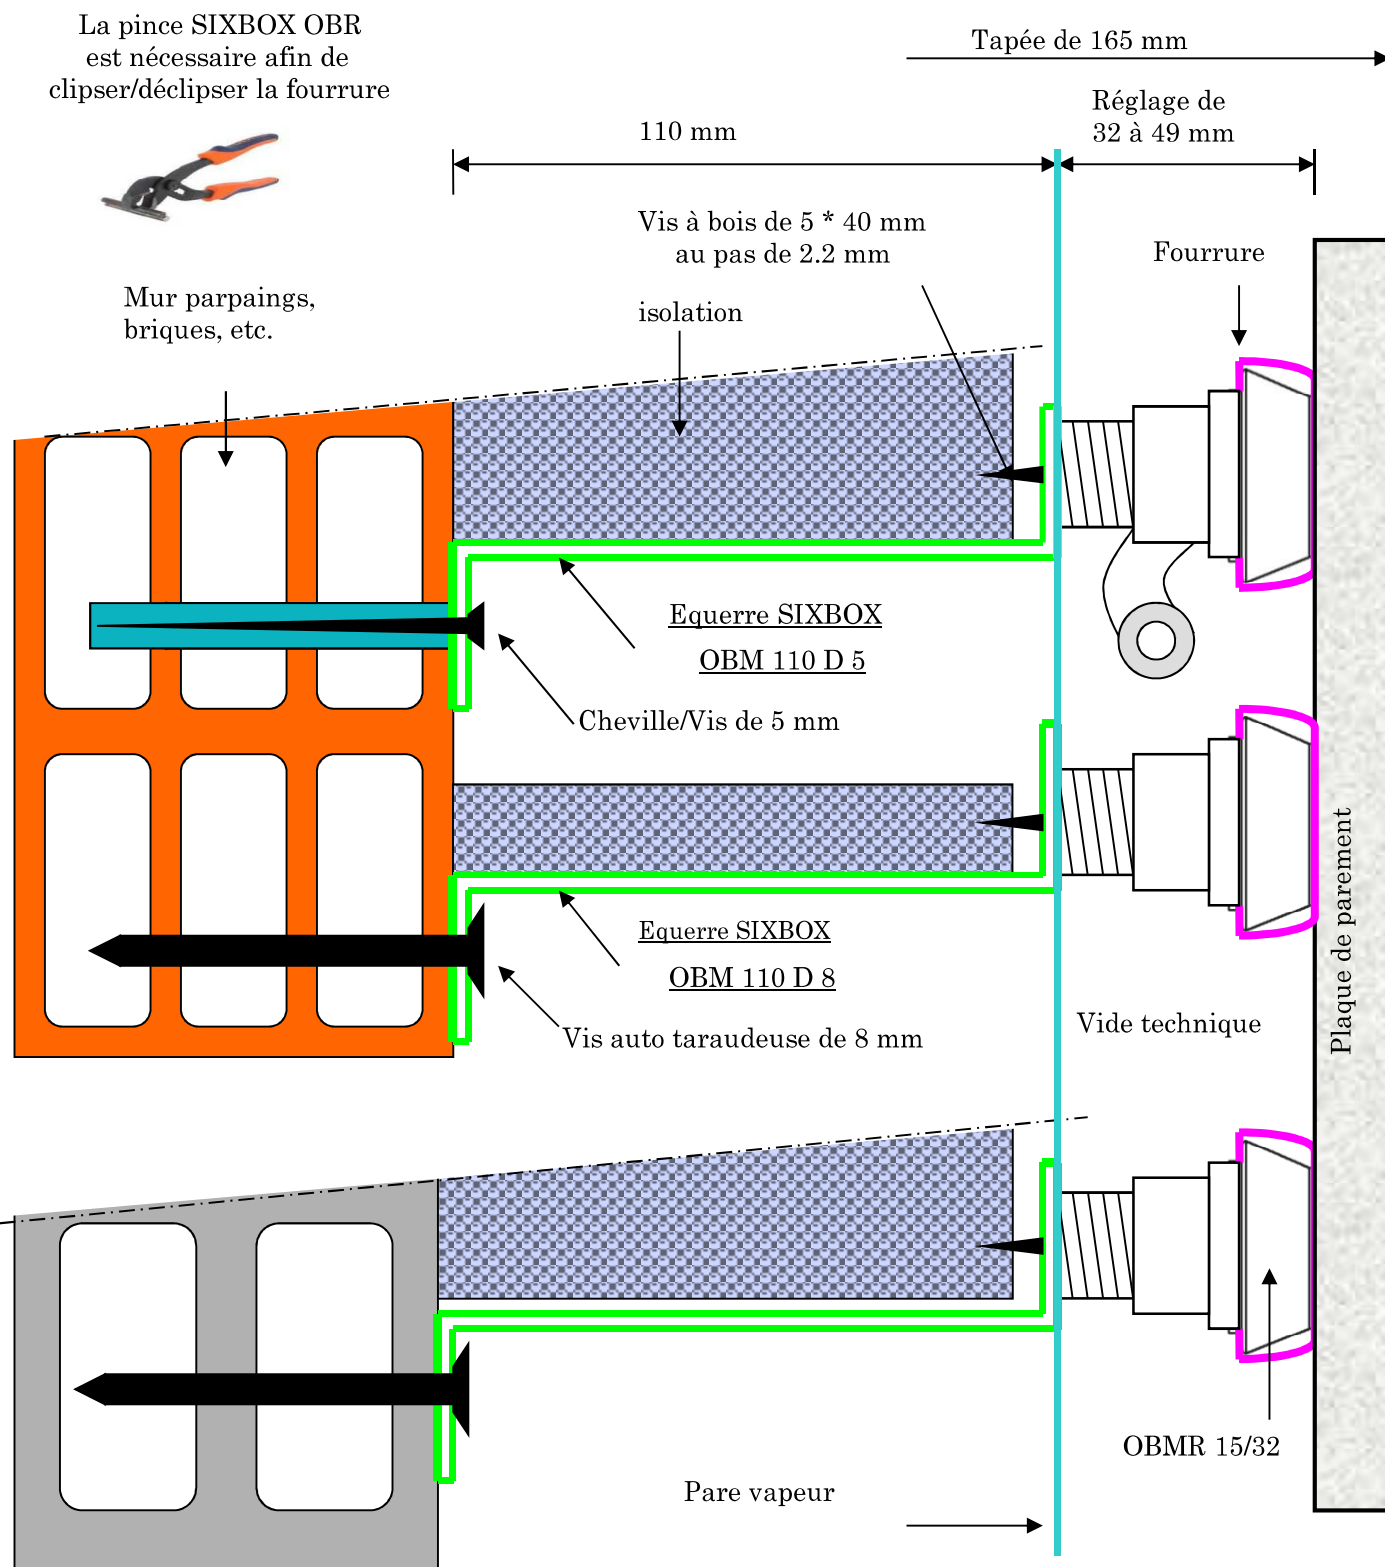 La pince SIXBOX OBR
est nécessaire afin de
clipser/déclipser la fourrure
Tapée de 165 mm
Réglage de
32 à 49 mm
110 mm
Vis à bois de 5 * 40 mm
au pas de 2.2 mm
Fourrure
Mur parpaings,
briques, etc.
isolation
Equerre SIXBOX
OBM 110 D 5
Cheville/Vis de 5 mm
Equerre SIXBOX
OBM 110 D 8
Vis auto taraudeuse de 8 mm
Vide technique
Plaque de parement
OBMR 15/32
Pare vapeur